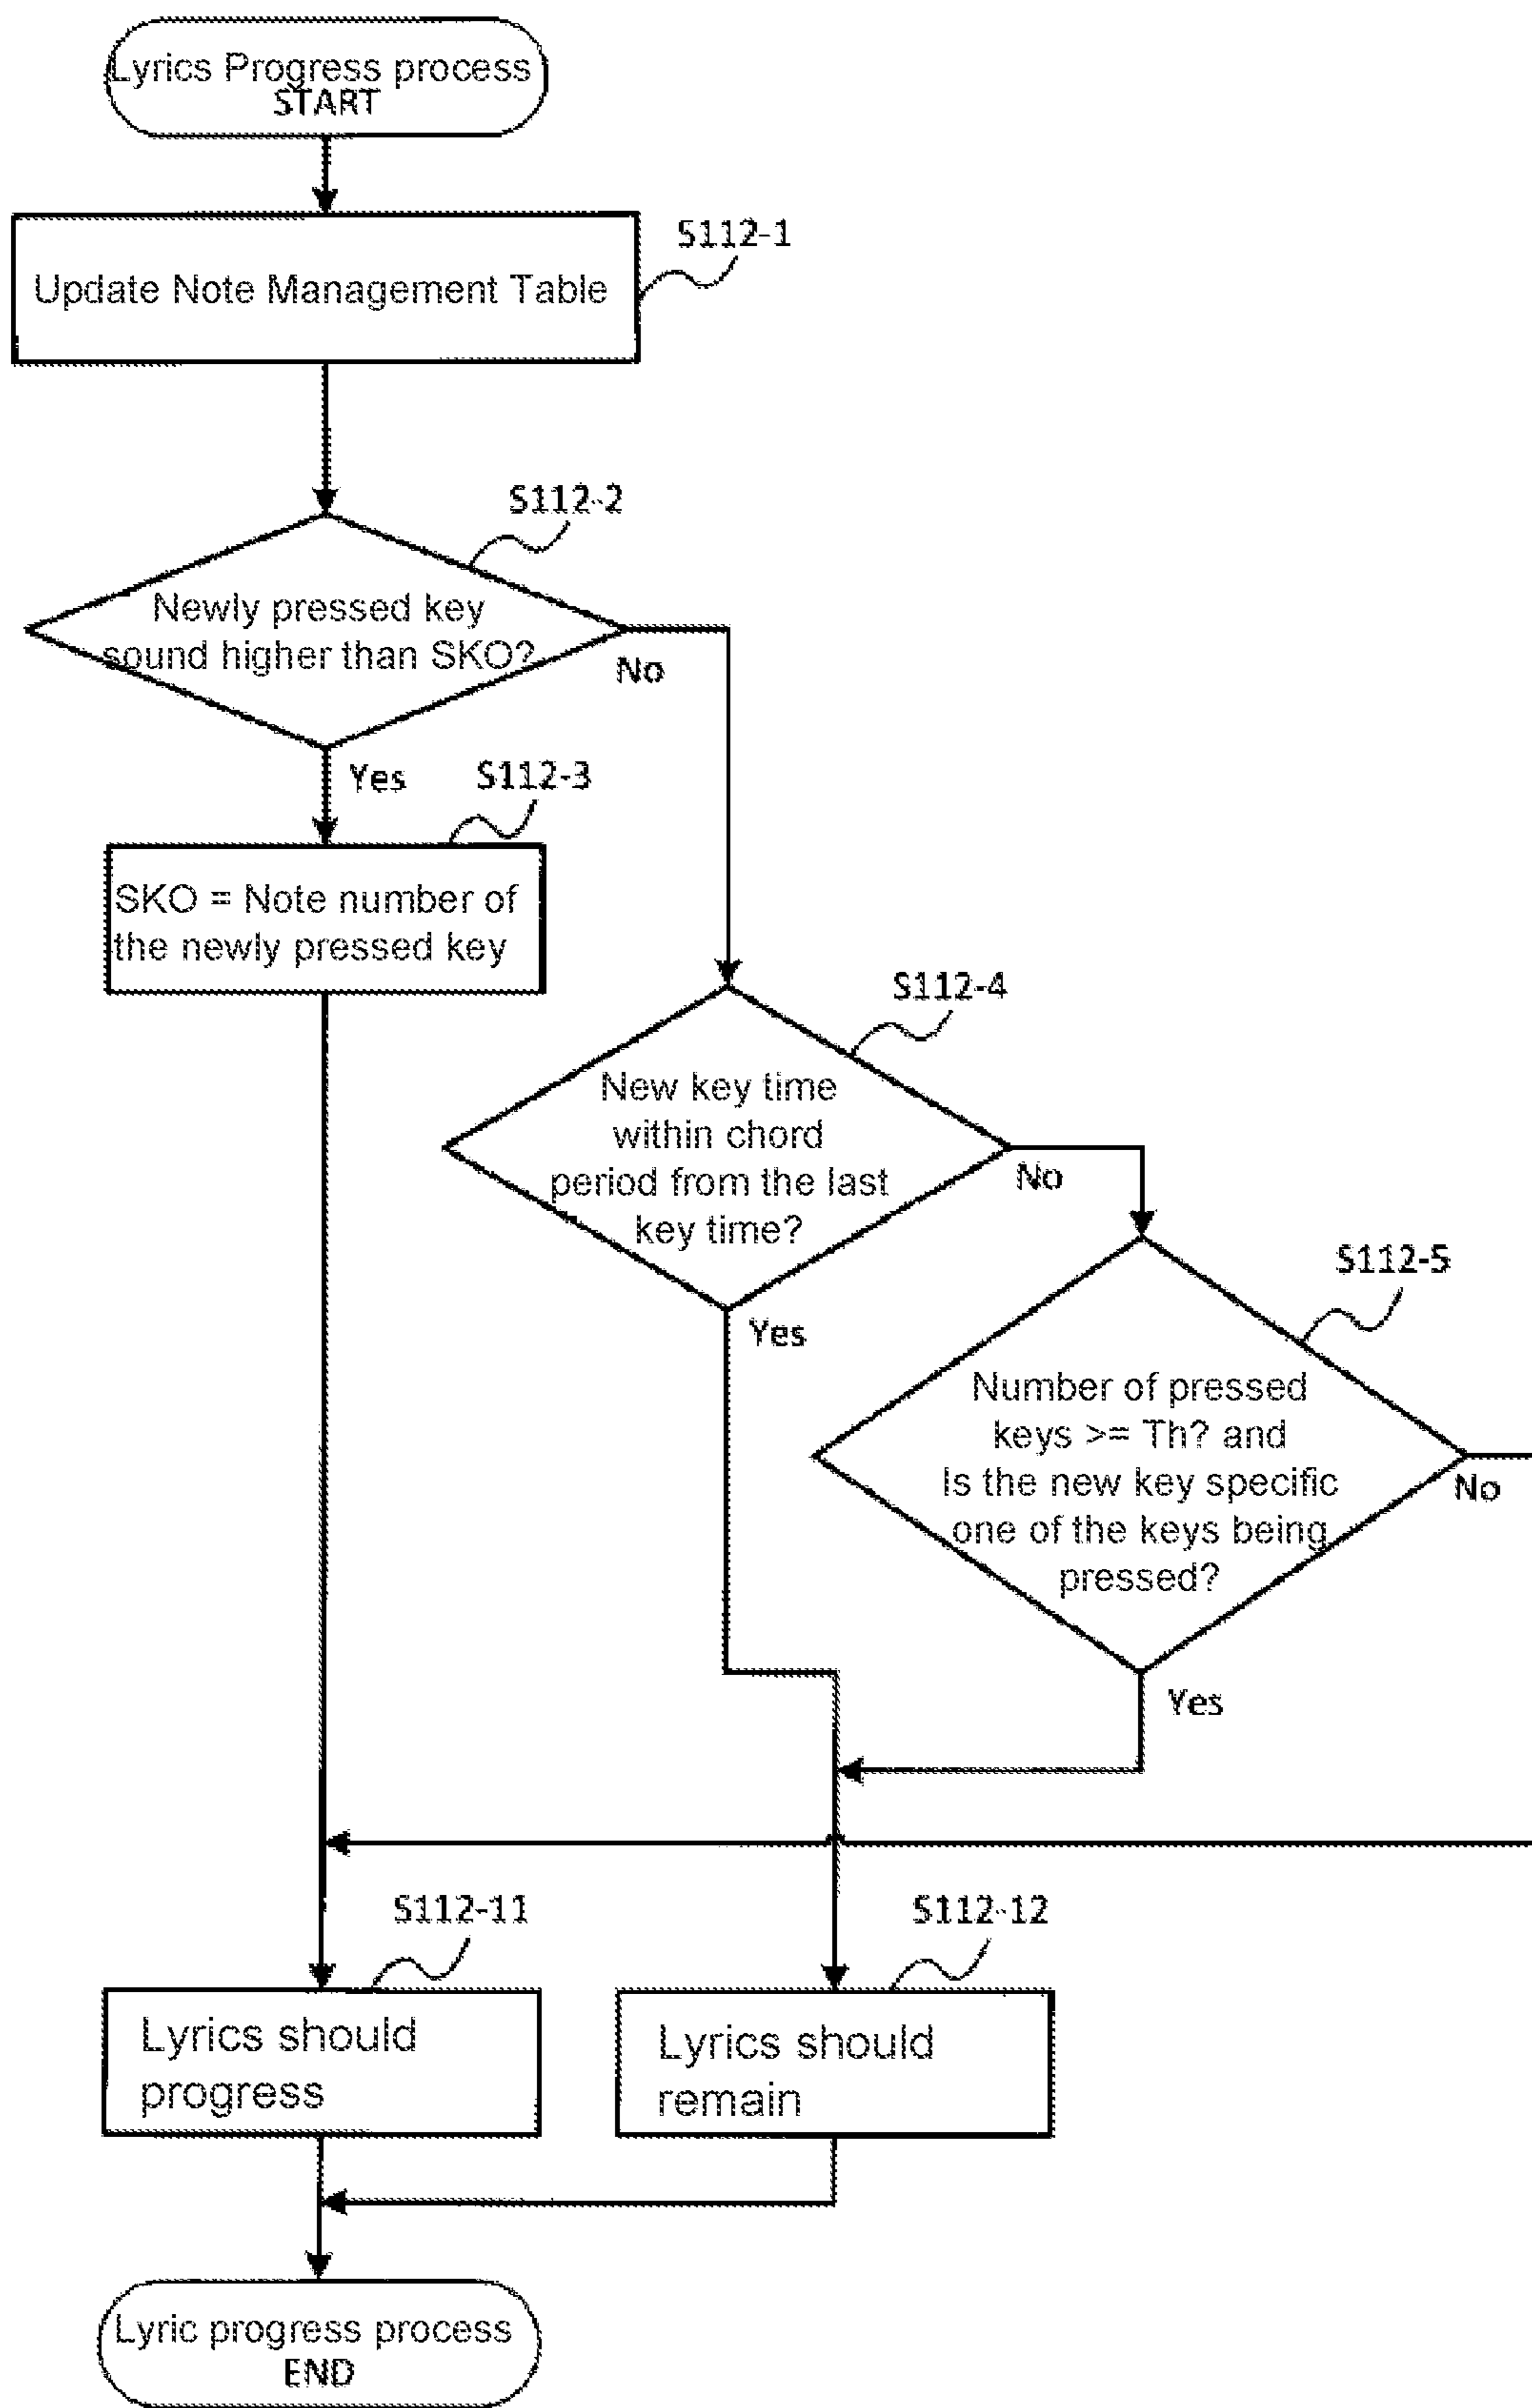 Lyrics Progress process
START
S112-1
Update Note Management Table
S112-2
Newly pressed key
sound higher than SKO?
No
Yes
S112-3
SKO = Note number of
the newly pressed key
S112-4
New key time
within chord
period from the last
key time?
No
Yes
S112-5
Number of pressed
keys >= Th? and
Is the new key specific
one of the keys being
pressed?
No
Yes
S112-11
S112-12
Lyrics should
progress
Lyrics should
remain
Lyric progress process
END